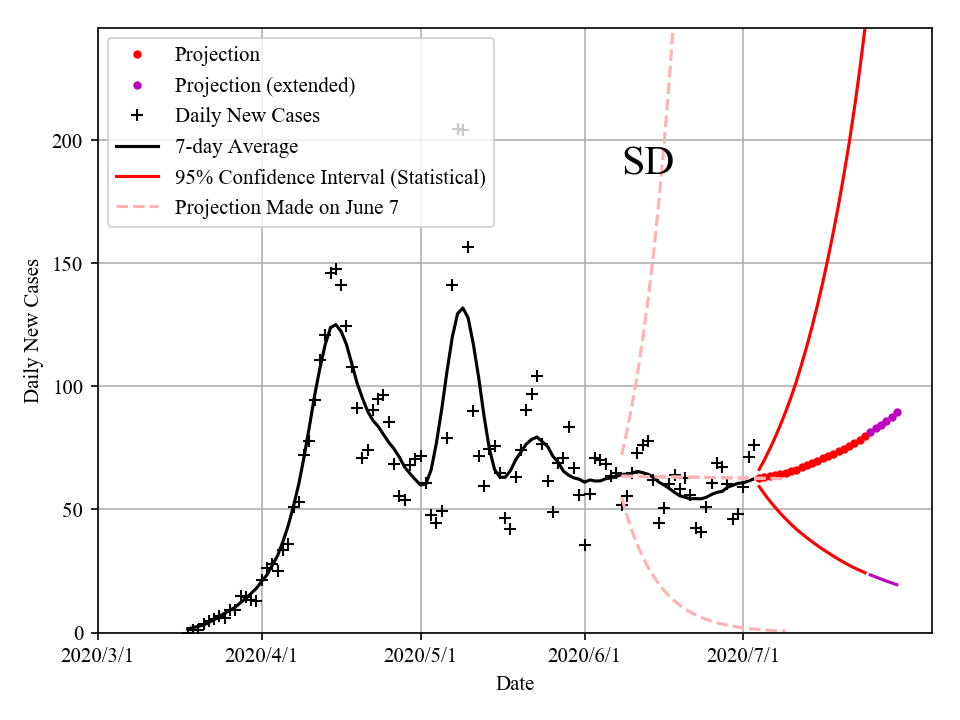 Projection
Projection (extended)
Daily New Cases
7-day Average
95% Confidence Interval (Statistical)
Projection Made on June 7
SD
200
150
100
50
0
Daily New Cases
2020/3/1 2020/4/1 2020/5/1 2020/6/1 2020/7/1
Date